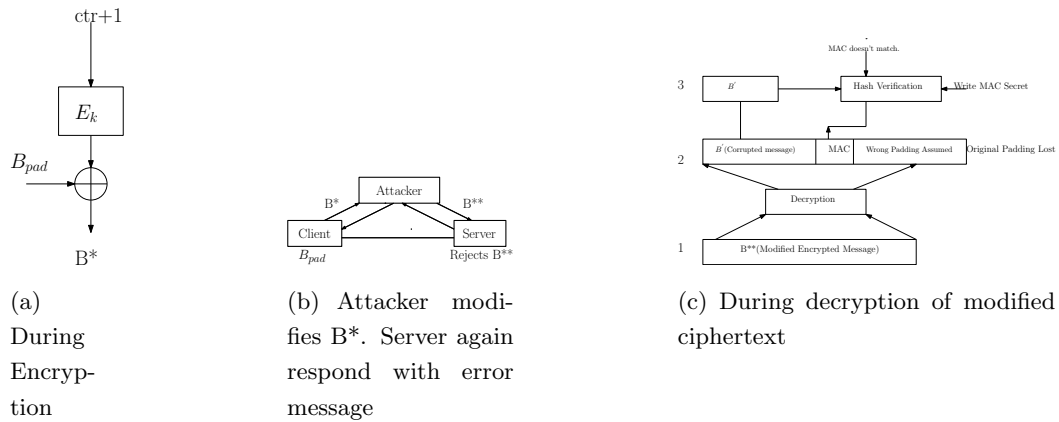 ctr+1
E_k
B_pad
B*
(a)
During
Encryp-
tion
Attacker
B*
B**
Client
Server
B_pad
Rejects B**
(b) Attacker modi-
fies B*. Server again
respond with error
message
MAC doesn't match.
3
B′
Hash Verification
Write MAC Secret
B′(Corrupted message)
MAC
Wrong Padding Assumed
Original Padding Lost
2
Decryption
1
B**(Modified Encrypted Message)
(c) During decryption of modified
ciphertext